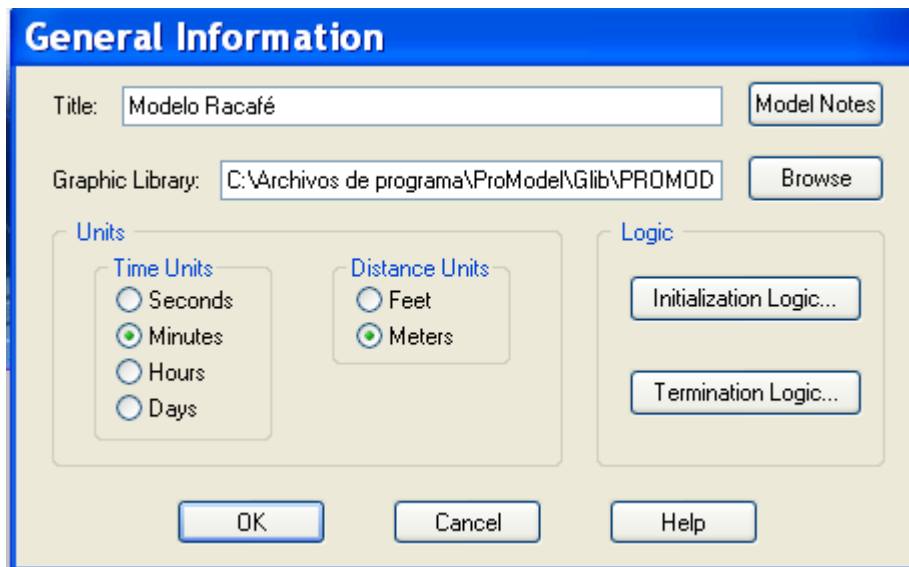 General Information
Title: Modelo Racafé Model Notes
Graphic Library: C:\Archivos de programa\ProModel\Glib\PROMOD Browse
Units
Logic
Time Units
Distance Units
Seconds
Feet
Minutes
Meters
Hours
Days
Initialization Logic...
Termination Logic...
OK Cancel Help